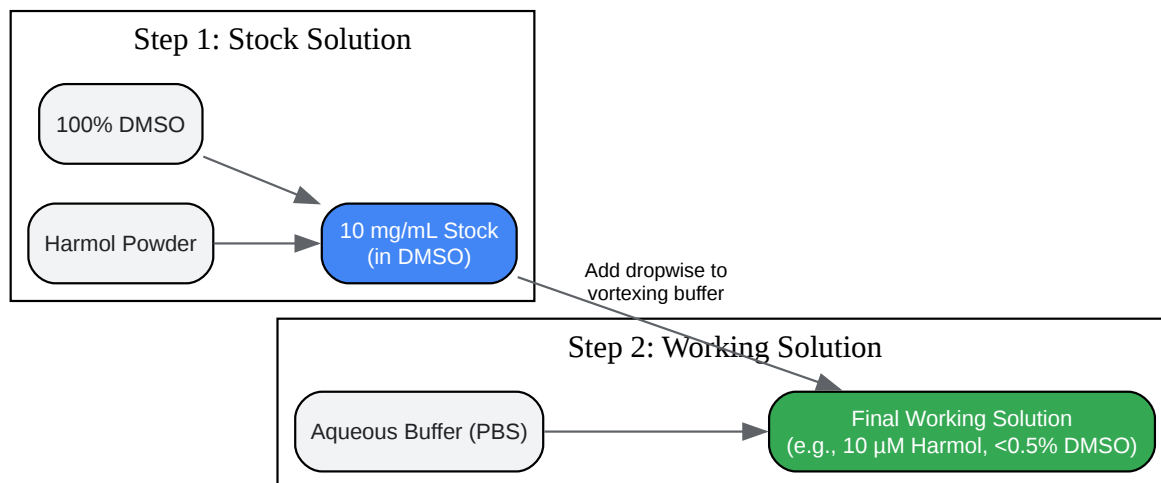 Step 1: Stock Solution
100% DMSO
Harmol Powder
10 mg/mL Stock
(in DMSO)
Add dropwise to
vortexing buffer
Step 2: Working Solution
Aqueous Buffer (PBS)
Final Working Solution
(e.g., 10 µM Harmol, <0.5% DMSO)